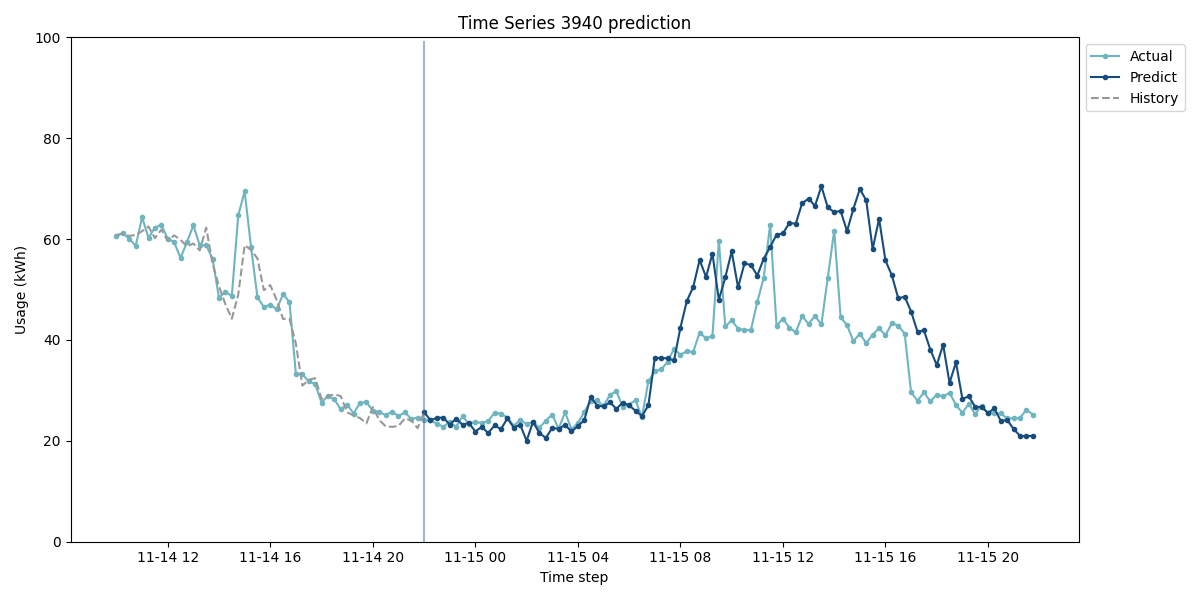 Time Series 3940 prediction
100
80
60
40
20
0
Usage (kWh)
11-14 12
11-14 16
11-14 20
11-15 00
11-15 04
11-15 08
11-15 12
11-15 16
11-15 20
Time step
Actual
Predict
History